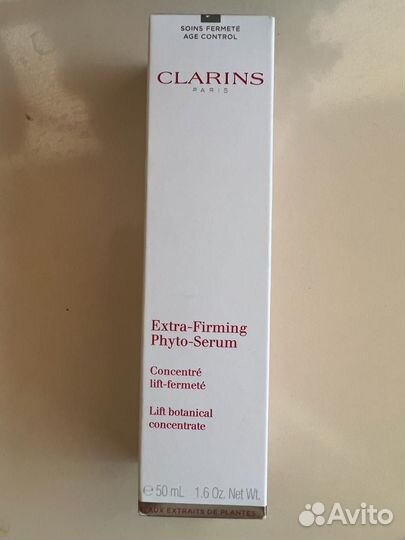 SOINS FERMETÉ
AGE CONTROL
CLARINS
PARIS
Extra-Firming
Phyto-Serum
Concentré
lift-fermeté
Lift botanical
concentrate
℮ 50 mL 1.6 Oz. Net Wt.
AUX EXTRAITS DE PLANTES
Avito